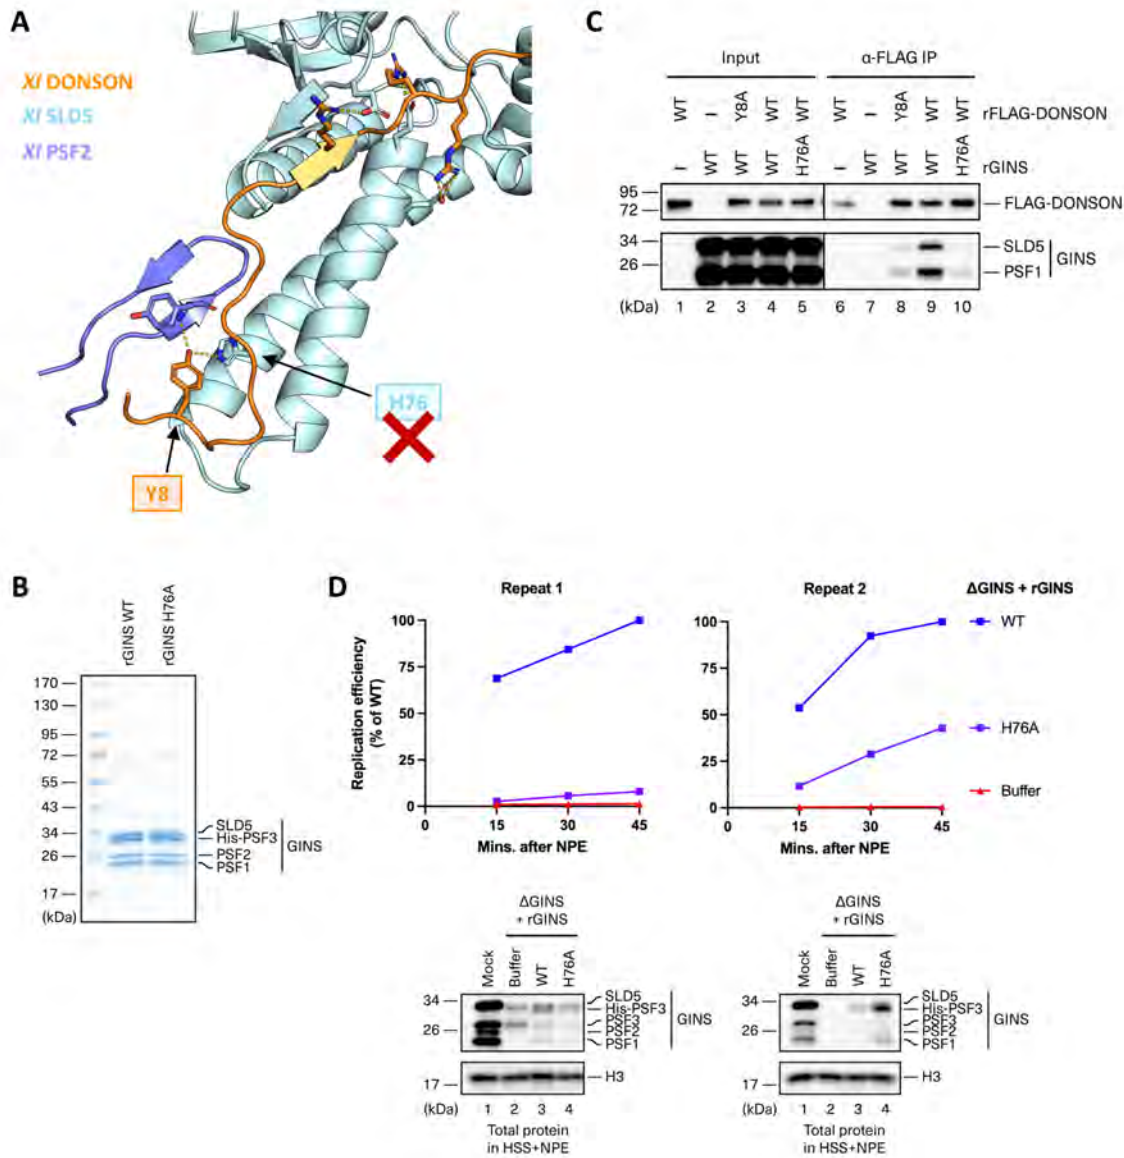 A
Xl DONSON
Xl SLD5
Xl PSF2
H76
Y8
C
Input
α-FLAG IP
WT – Y8A WT WT WT – Y8A WT WT rFLAG-DONSON
– WT WT WT H76A – WT WT WT H76A rGINS
95
72
FLAG-DONSON
34
26
SLD5
PSF1
GINS
(kDa) 1 2 3 4 5 6 7 8 9 10
B
rGINS WT
rGINS H76A
170
130
95
72
55
43
34
26
17
(kDa)
SLD5
His-PSF3
PSF2
PSF1
GINS
D
Repeat 1
Replication efficiency
(% of WT)
100
75
50
25
0
0 15 30 45
Mins. after NPE
Repeat 2
100
75
50
25
0
0 15 30 45
Mins. after NPE
ΔGINS + rGINS
WT
H76A
Buffer
ΔGINS
+ rGINS
Mock Buffer WT H76A
34
26
SLD5
His-PSF3
PSF3
PSF2
PSF1
GINS
17
H3
(kDa) 1 2 3 4
Total protein
in HSS+NPE
ΔGINS
+ rGINS
Mock Buffer WT H76A
34
26
SLD5
His-PSF3
PSF3
PSF2
PSF1
GINS
17
H3
(kDa) 1 2 3 4
Total protein
in HSS+NPE